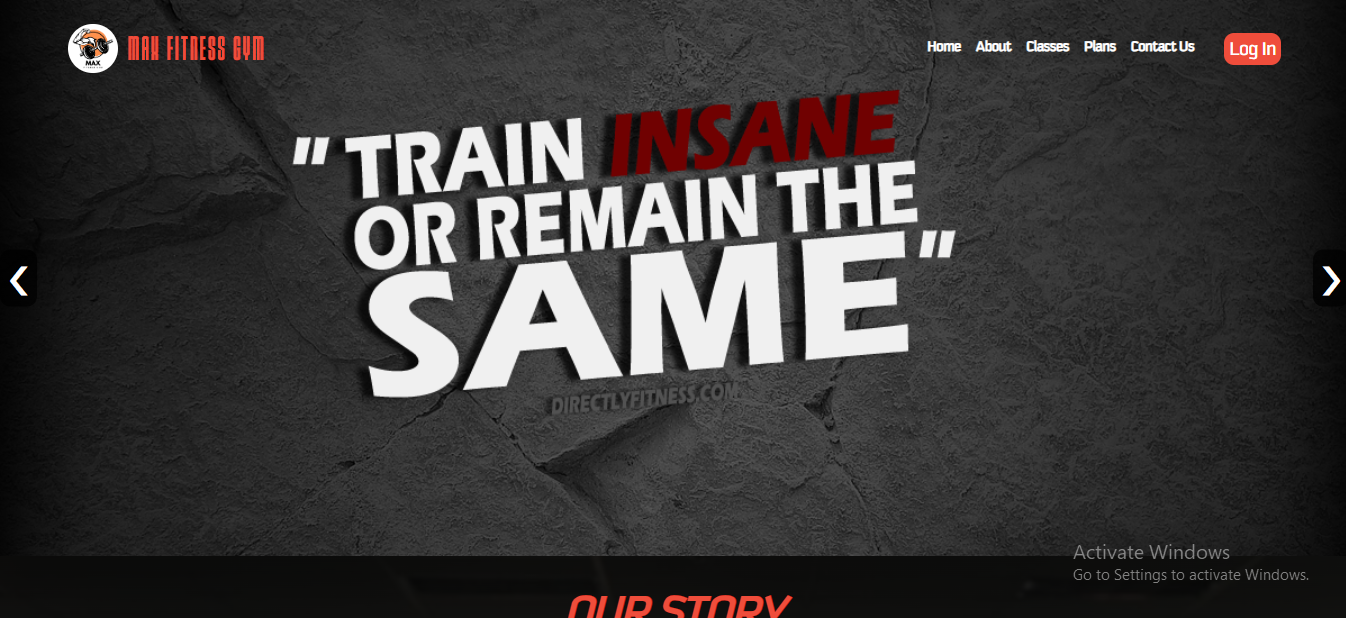 MAX
MAX FITNESS GYM
Home About Classes Plans Contact Us Log In
" TRAIN INSANE
OR REMAIN THE
SAME "
DIRECTLYFITNESS.COM
Activate Windows
Go to Settings to activate Windows.
OUR STORY